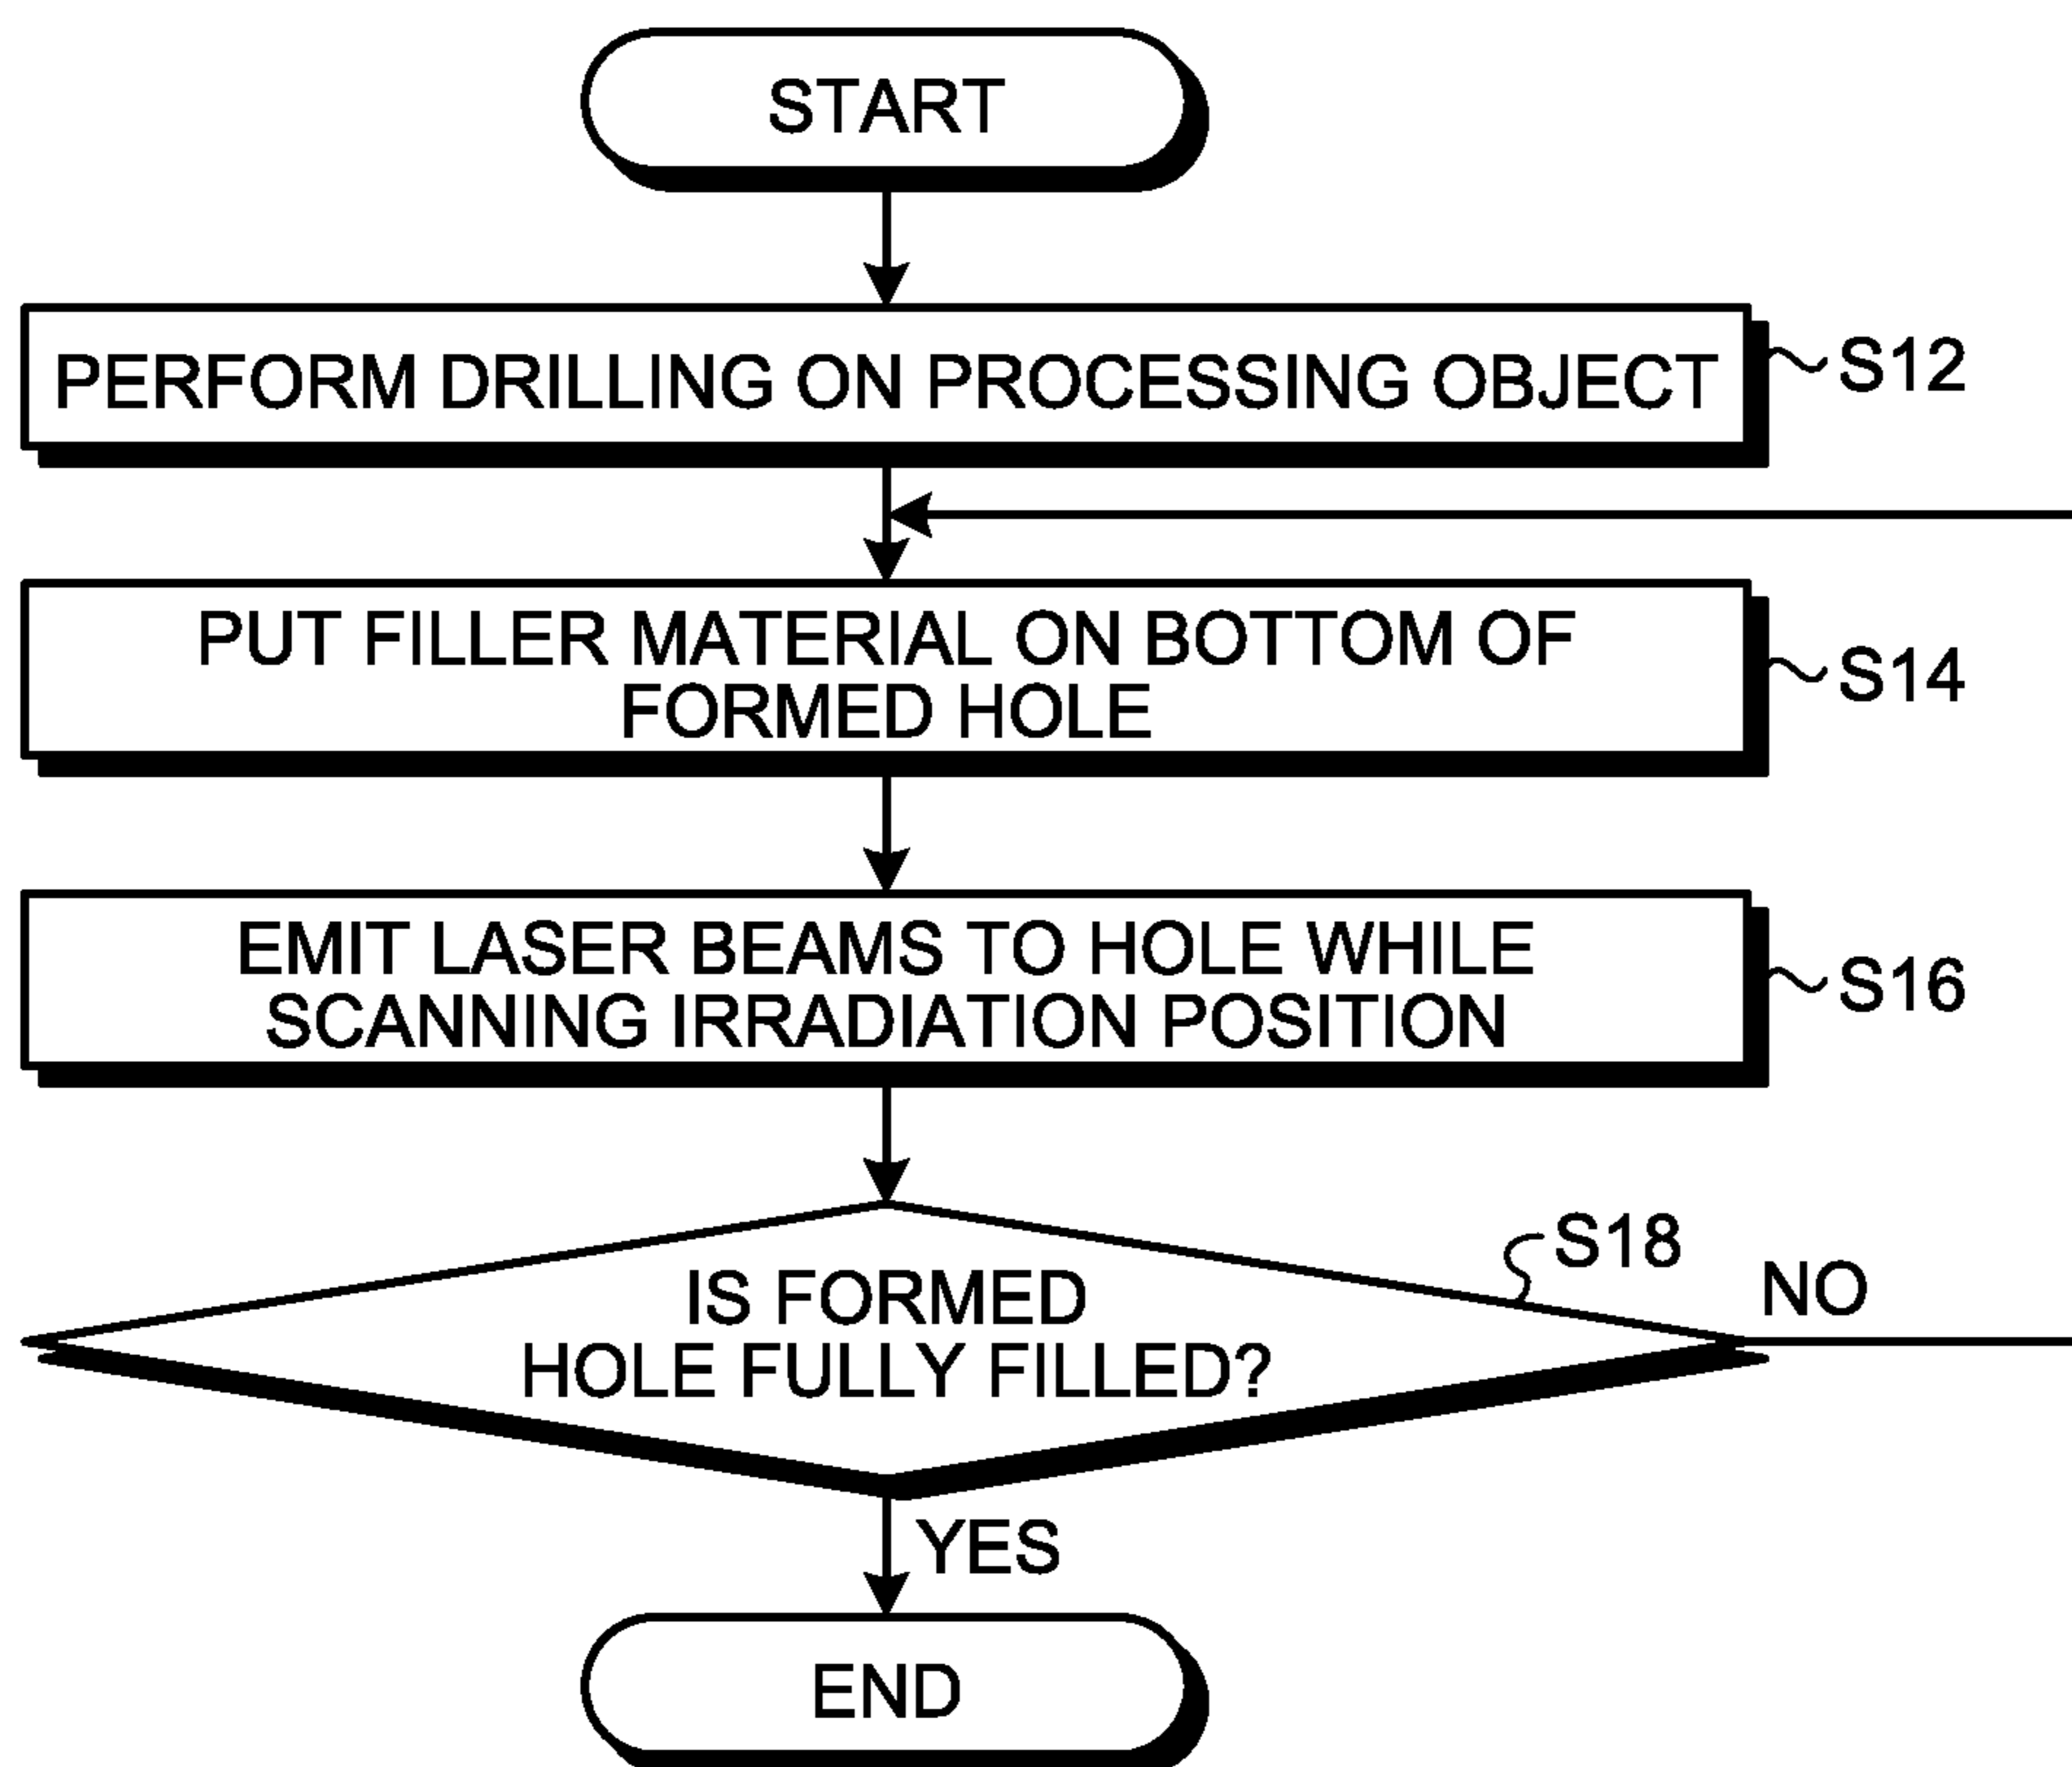 START
PERFORM DRILLING ON PROCESSING OBJECT
S12
PUT FILLER MATERIAL ON BOTTOM OF
FORMED HOLE
S14
EMIT LASER BEAMS TO HOLE WHILE
SCANNING IRRADIATION POSITION
S16
S18
IS FORMED
HOLE FULLY FILLED?
NO
YES
END